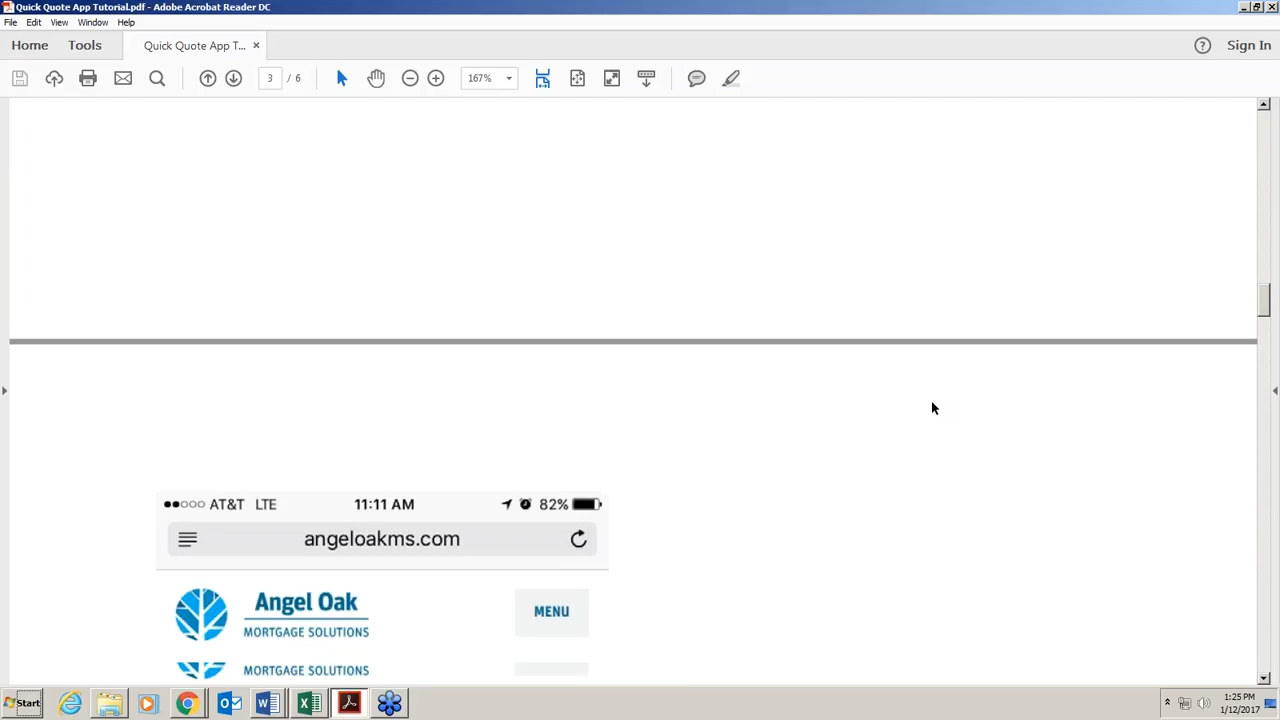 Quick Quote App Tutorial.pdf - Adobe Acrobat Reader DC
File Edit View Window Help
Home Tools Quick Quote App T... × Sign In
3 / 6 167%
AT&T LTE 11:11 AM 82%
angeloakms.com
Angel Oak
MORTGAGE SOLUTIONS
MENU
MORTGAGE SOLUTIONS
Start
1:25 PM
1/12/2017